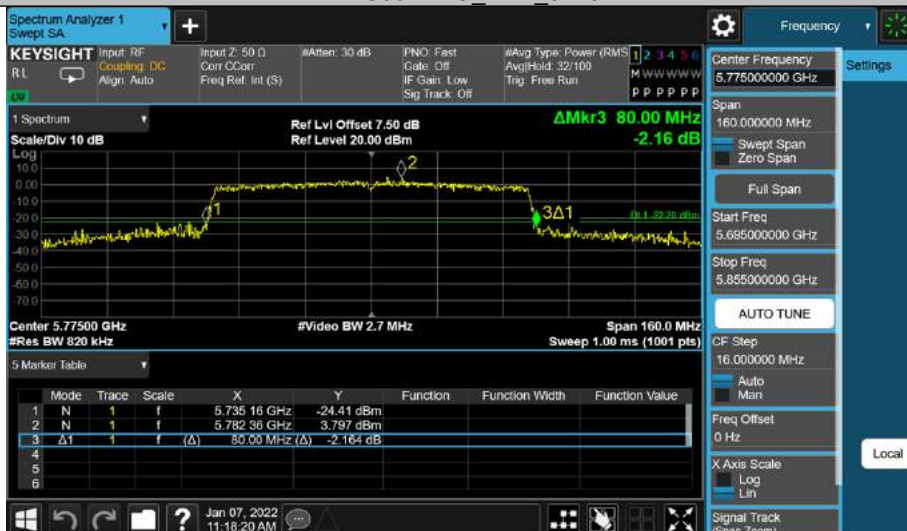 Spectrum Analyzer 1
Swept SA
+
Frequency
KEYSIGHT
RL
Input: RF
Coupling: DC
Align: Auto
Input Z: 50 Ω
Corr CCorr
Freq Ref: Int (S)
#Atten: 30 dB
PNO: Fast
Gate: Off
IF Gain: Low
Sig Track: Off
#Avg Type: Power (RMS
Avg|Hold: 32/100
Trig: Free Run
1 2 3 4 5 6
M W W W W W
P P P P P P
1 Spectrum
Scale/Div 10 dB
Ref Lvl Offset 7.50 dB
Ref Level 20.00 dBm
ΔMkr3 80.00 MHz
-2.16 dB
Log
10.0
0.00
-10.0
-20.0
-30.0
-40.0
-50.0
-60.0
-70.0
1
2
3Δ1
DL1 -22.20 dBm
Center 5.77500 GHz
#Res BW 820 kHz
#Video BW 2.7 MHz
Span 160.0 MHz
Sweep 1.00 ms (1001 pts)
5 Marker Table
Mode Trace Scale X Y Function Function Width Function Value
1 N 1 f 5.735 16 GHz -24.41 dBm
2 N 1 f 5.782 36 GHz 3.797 dBm
3 Δ1 1 f (Δ) 80.00 MHz (Δ) -2.164 dB
4
5
6
?
Jan 07, 2022
11:18:20 AM
Center Frequency
5.775000000 GHz
Span
160.000000 MHz
Swept Span
Zero Span
Full Span
Start Freq
5.695000000 GHz
Stop Freq
5.855000000 GHz
AUTO TUNE
CF Step
16.000000 MHz
Auto
Man
Freq Offset
0 Hz
X Axis Scale
Log
Lin
Signal Track
(Span Zoom)
Settings
Local